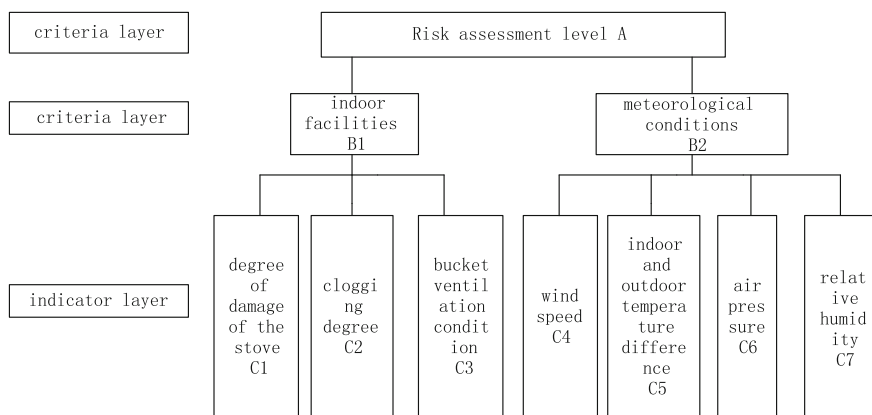 criteria layer
Risk assessment level A
criteria layer
indoor
facilities
B1
meteorological
conditions
B2
indicator layer
degree
of
damage
of the
stove
C1
cloggi
ng
degree
C2
bucket
ventil
ation
condit
ion
C3
wind
speed
C4
indoor
and
outdoor
tempera
ture
differe
nce
C5
air
pres
sure
C6
relat
ive
humid
ity
C7